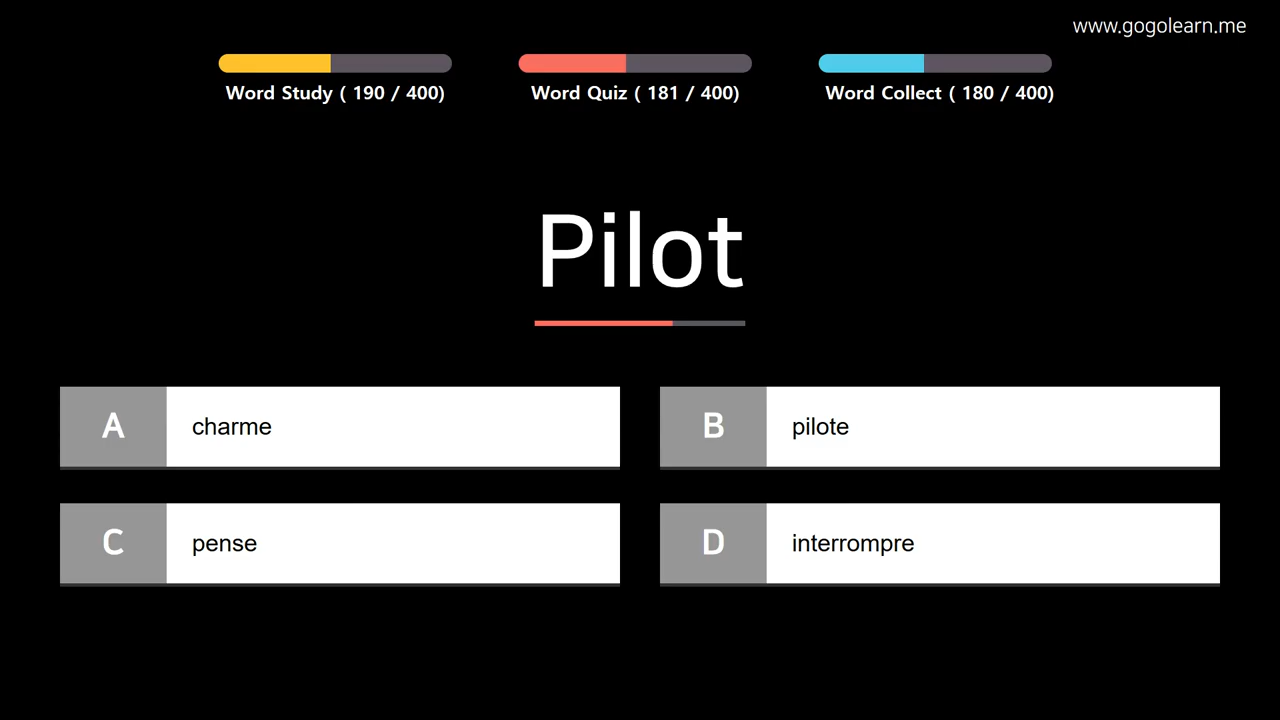 www.gogolearn.me
Word Study ( 190 / 400)
Word Quiz ( 181 / 400)
Word Collect ( 180 / 400)
Pilot
A charme
B pilote
C pense
D interrompre